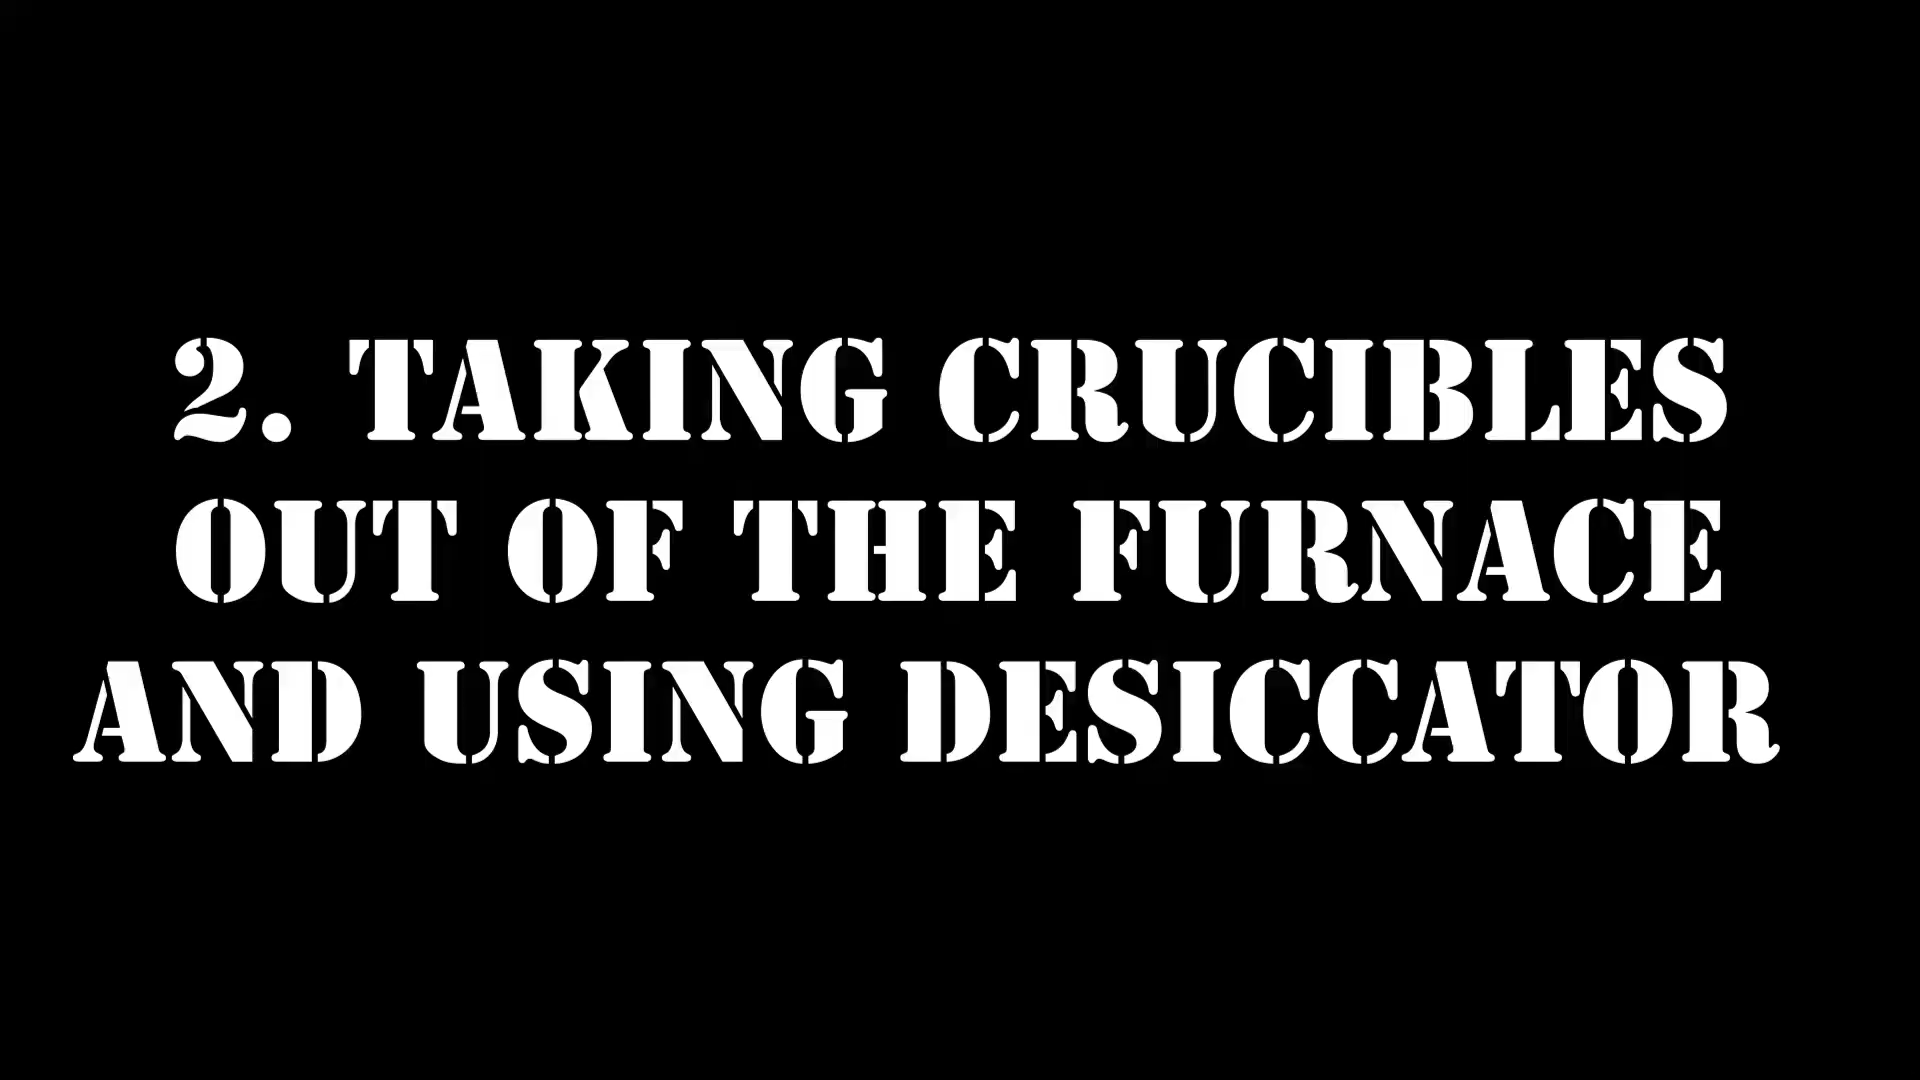 2. TAKING CRUCIBLES
OUT OF THE FURNACE
AND USING DESICCATOR